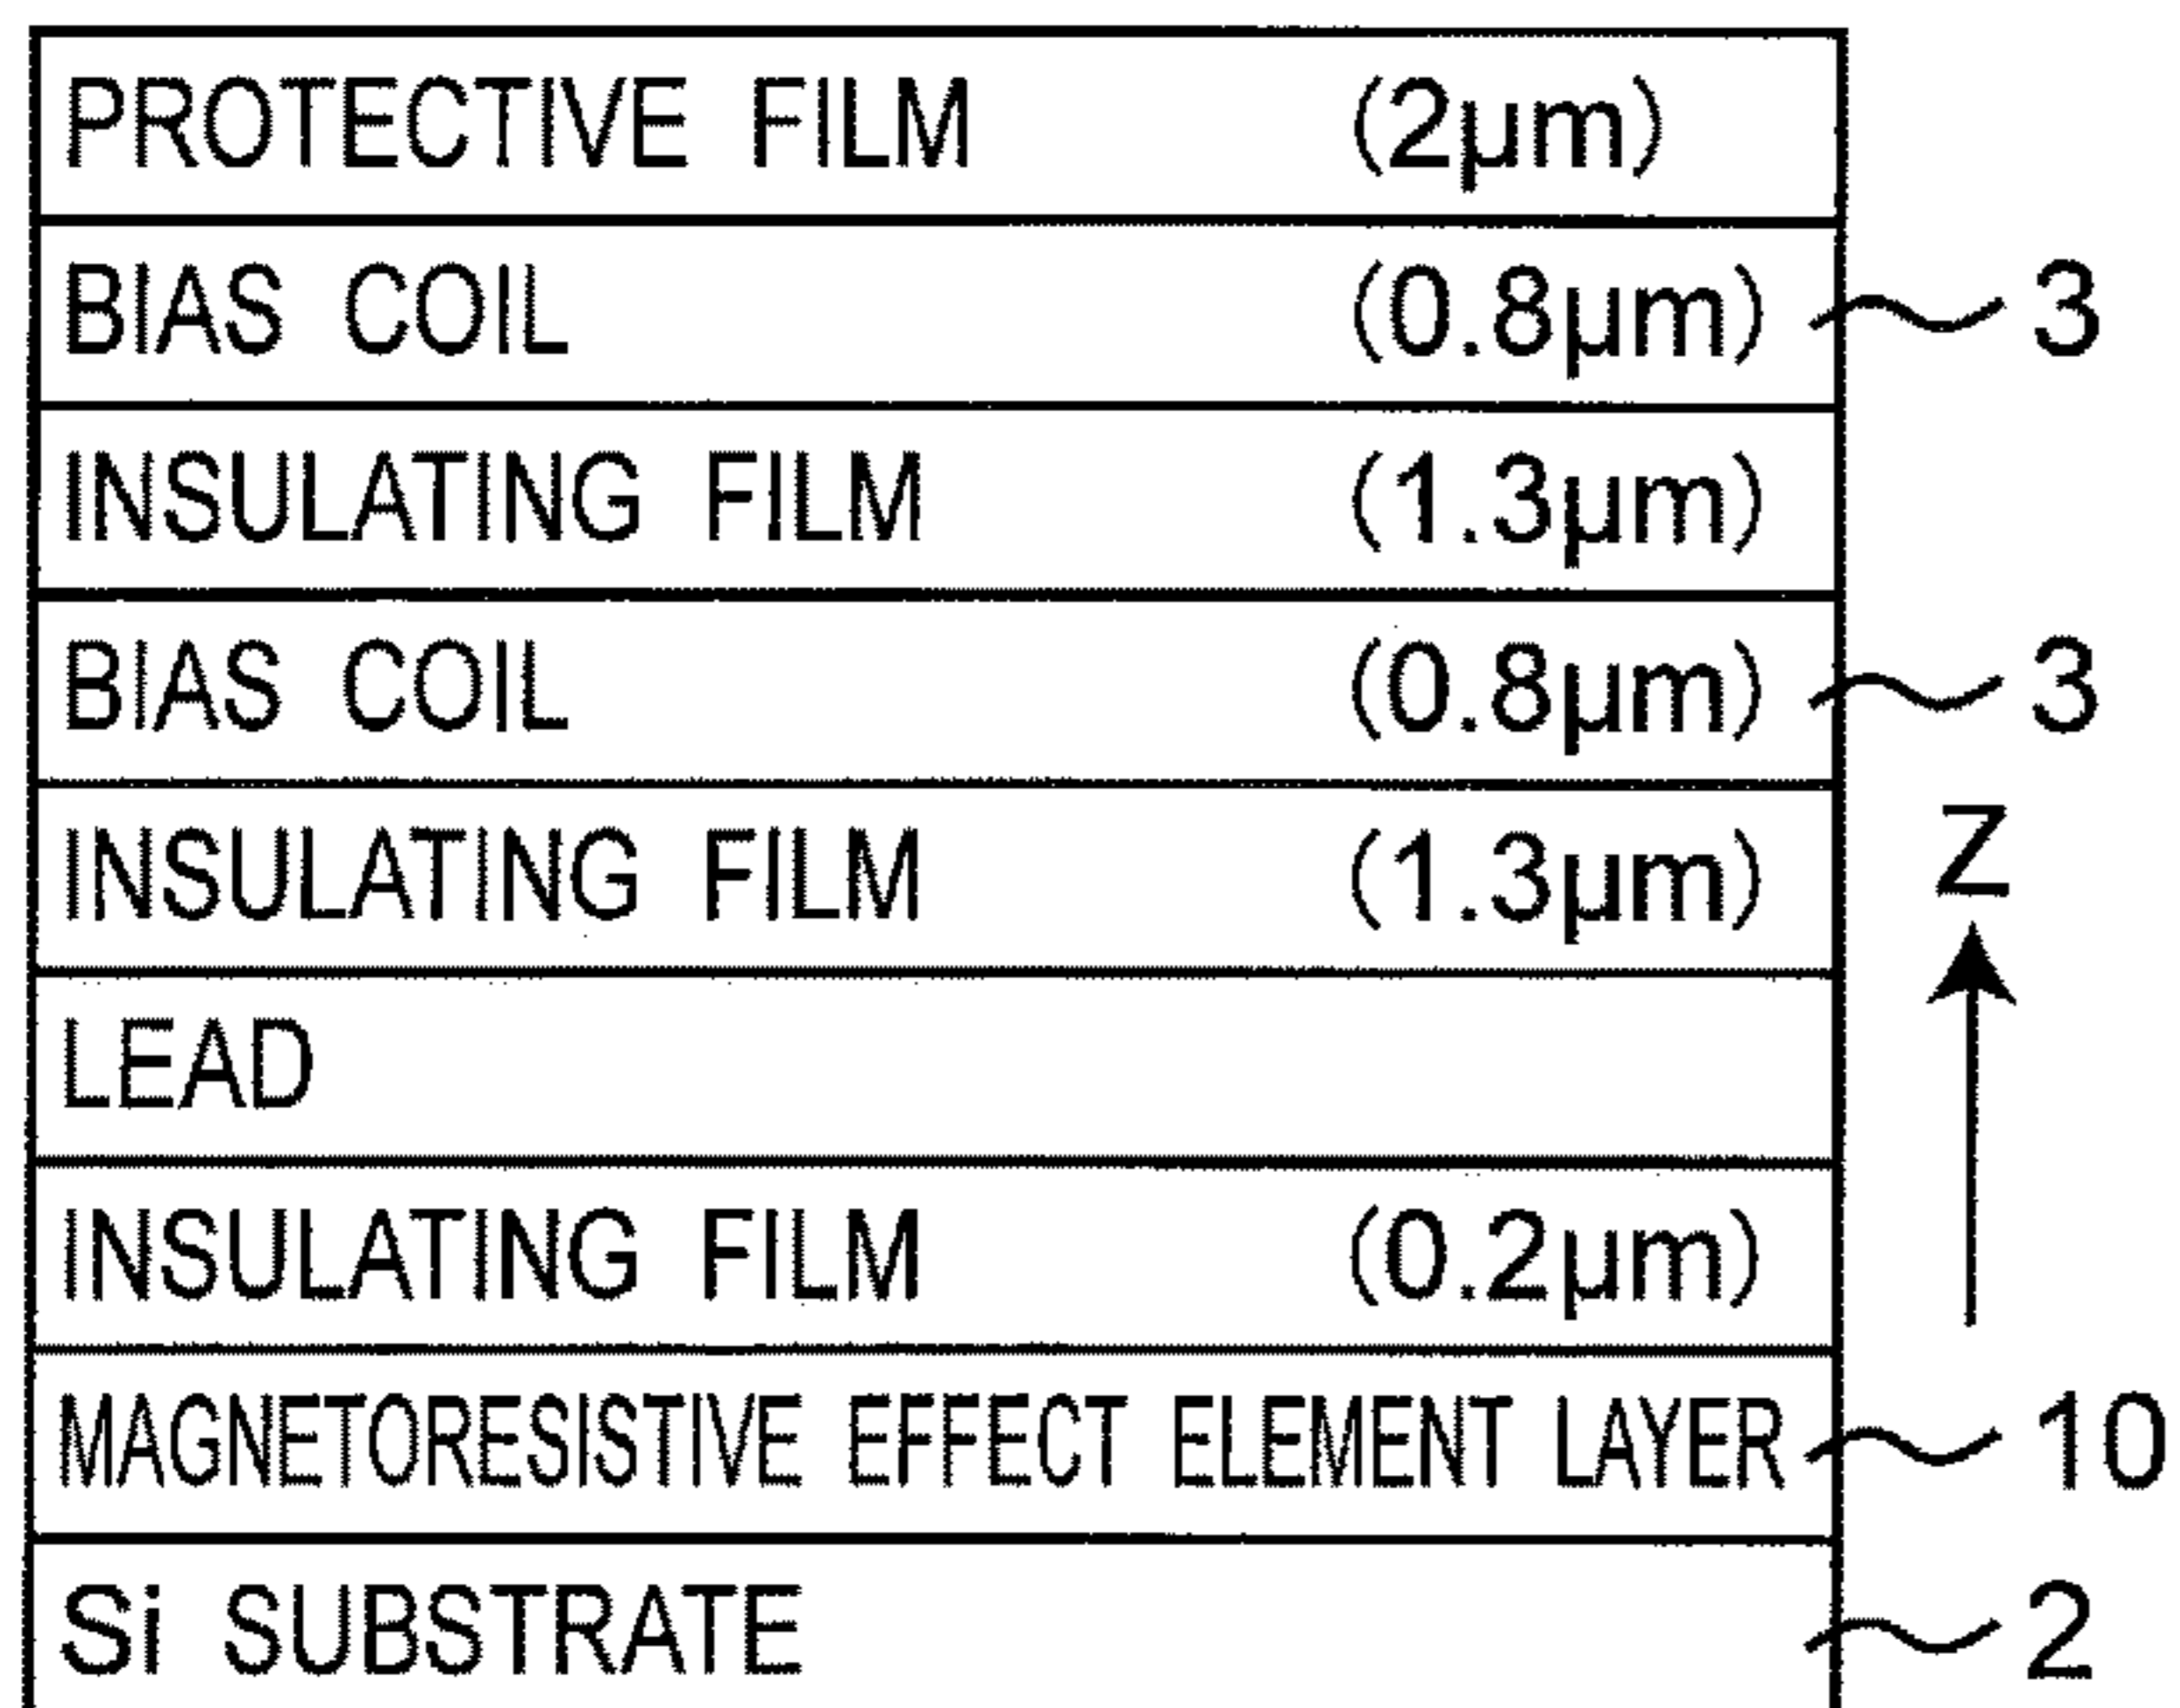 PROTECTIVE FILM (2µm)
BIAS COIL (0.8µm) 3
INSULATING FILM (1.3µm)
BIAS COIL (0.8µm) 3
INSULATING FILM (1.3µm)
Z
LEAD
INSULATING FILM (0.2µm)
MAGNETORESISTIVE EFFECT ELEMENT LAYER 10
Si SUBSTRATE 2